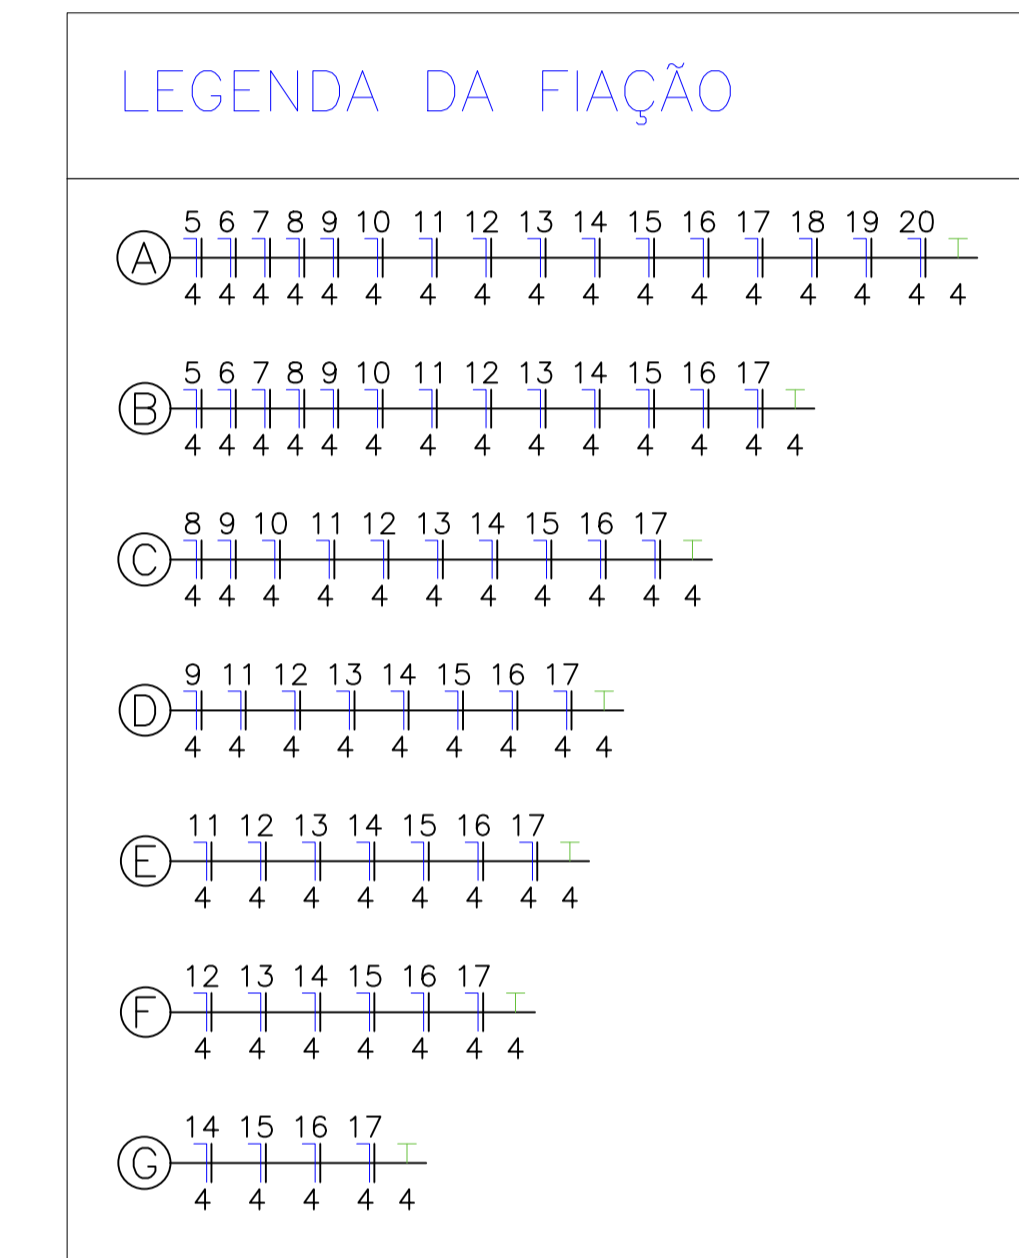 LEGENDA DA FIAÇÃO
5 6 7 8 9 10 11 12 13 14 15 16 17 18 19 20
A
4 4 4 4 4 4 4 4 4 4 4 4 4 4 4 4 4
5 6 7 8 9 10 11 12 13 14 15 16 17
B
4 4 4 4 4 4 4 4 4 4 4 4 4 4
8 9 10 11 12 13 14 15 16 17
C
4 4 4 4 4 4 4 4 4 4 4
9 11 12 13 14 15 16 17
D
4 4 4 4 4 4 4 4 4
11 12 13 14 15 16 17
E
4 4 4 4 4 4 4 4
12 13 14 15 16 17
F
4 4 4 4 4 4 4
14 15 16 17
G
4 4 4 4 4